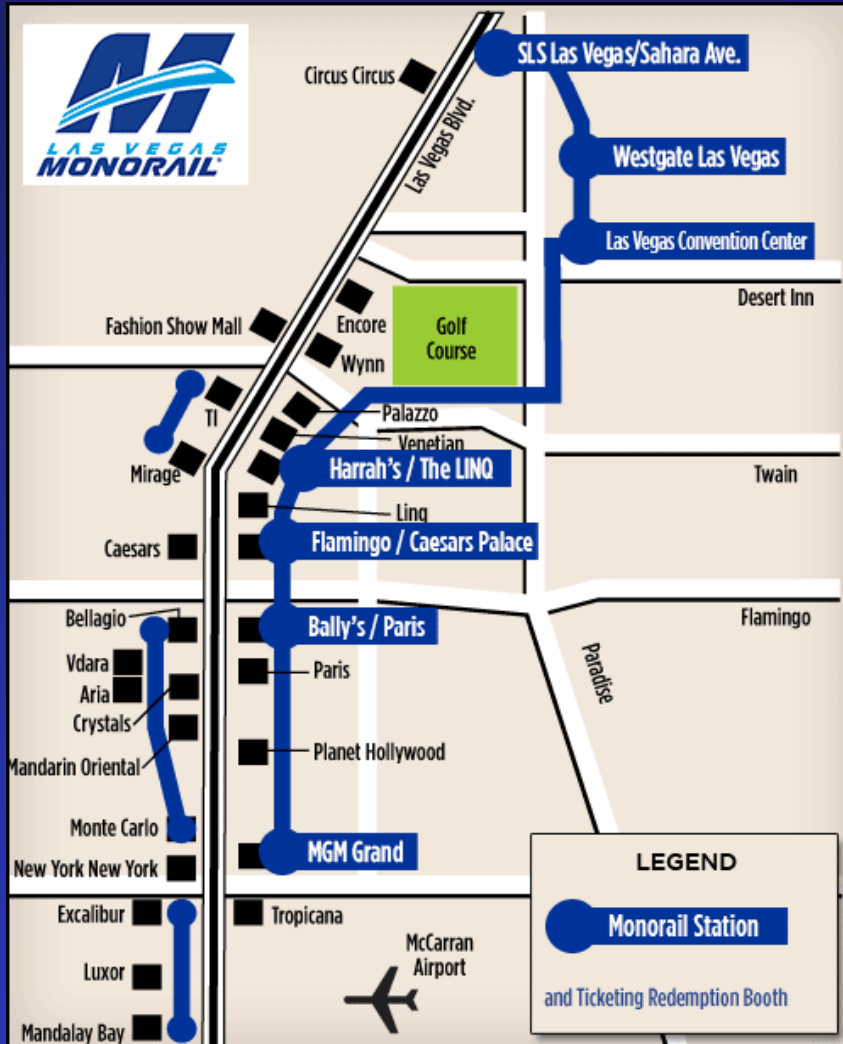 LAS VEGAS
MONORAIL
SLS Las Vegas/Sahara Ave.
Circus Circus
Las Vegas Blvd.
Westgate Las Vegas
Las Vegas Convention Center
Desert Inn
Fashion Show Mall
Encore
Golf
Course
Wynn
TI
Palazzo
Venetian
Mirage
Harrah's / The LINQ
Twain
Linq
Caesars
Flamingo / Caesars Palace
Bellagio
Bally's / Paris
Flamingo
Vdara
Paris
Paradise
Aria
Crystals
Planet Hollywood
Mandarin Oriental
Monte Carlo
MGM Grand
New York New York
Excalibur
Tropicana
McCarran
Airport
Luxor
Mandalay Bay
LEGEND
Monorail Station
and Ticketing Redemption Booth